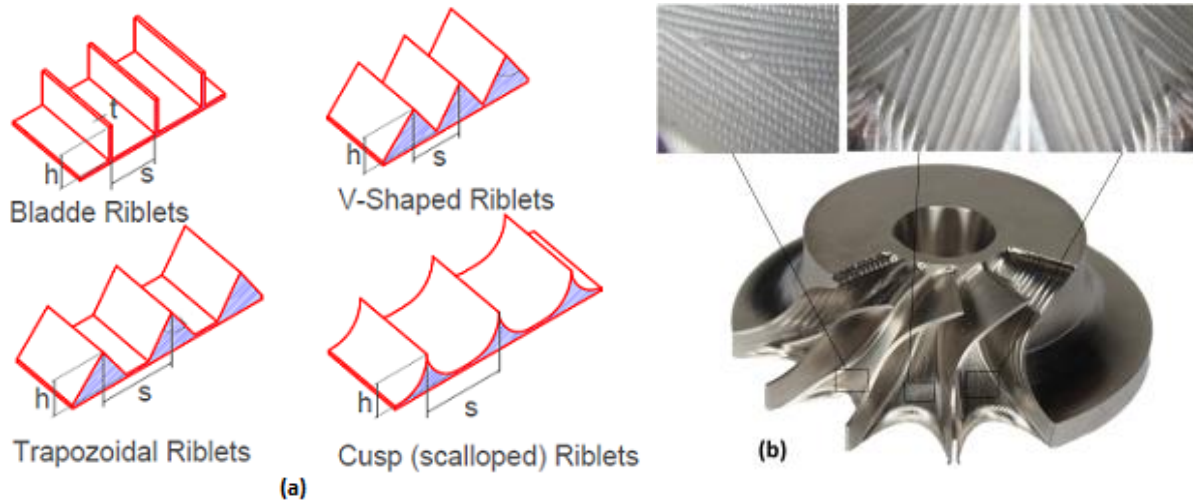 t
h
s
Bladde Riblets
h
s
V-Shaped Riblets
h
s
Trapozoidal Riblets
h
s
Cusp (scalloped) Riblets
(a)
(b)